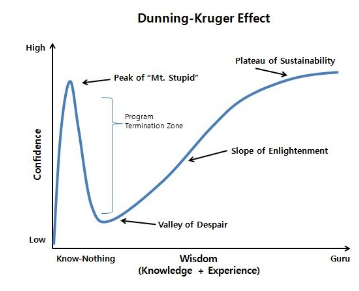 Dunning-Kruger Effect
High
Plateau of Sustainability
Peak of "Mt. Stupid"
Program
Termination Zone
Confidence
Slope of Enlightenment
Valley of Despair
Low
Know-Nothing
Wisdom
Guru
(Knowledge + Experience)